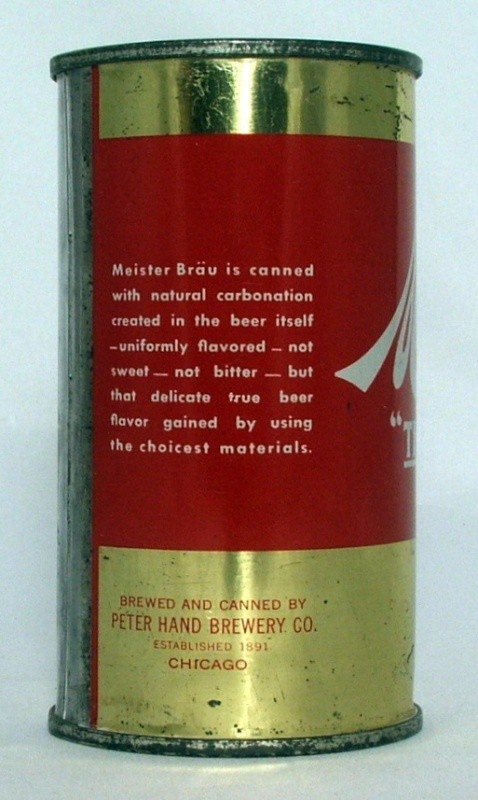 Meister Bräu is canned
with natural carbonation
created in the beer itself
—uniformly flavored — not
sweet — not bitter — but
that delicate true beer
flavor gained by using
the choicest materials.
BREWED AND CANNED BY
PETER HAND BREWERY CO.
ESTABLISHED 1891
CHICAGO